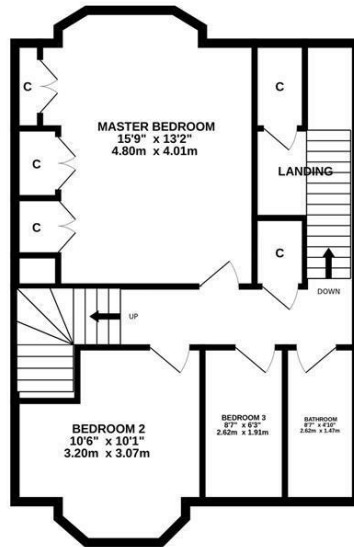 C
MASTER BEDROOM
15'9" x 13'2"
4.80m x 4.01m
C
C
LANDING
C
C
DOWN
UP
BEDROOM 2
10'6" x 10'1"
3.20m x 3.07m
BEDROOM 3
8'7" x 6'3"
2.62m x 1.91m
BATHROOM
8'7" x 4'10"
2.62m x 1.47m